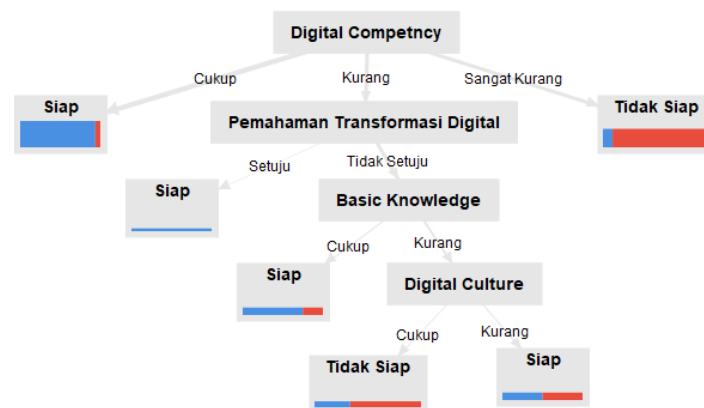 Digital Competncy
Cukup
Kurang
Sangat Kurang
Siap
Pemahaman Transformasi Digital
Tidak Siap
Setuju
Tidak Setuju
Siap
Basic Knowledge
Cukup
Kurang
Siap
Digital Culture
Cukup
Kurang
Tidak Siap
Siap